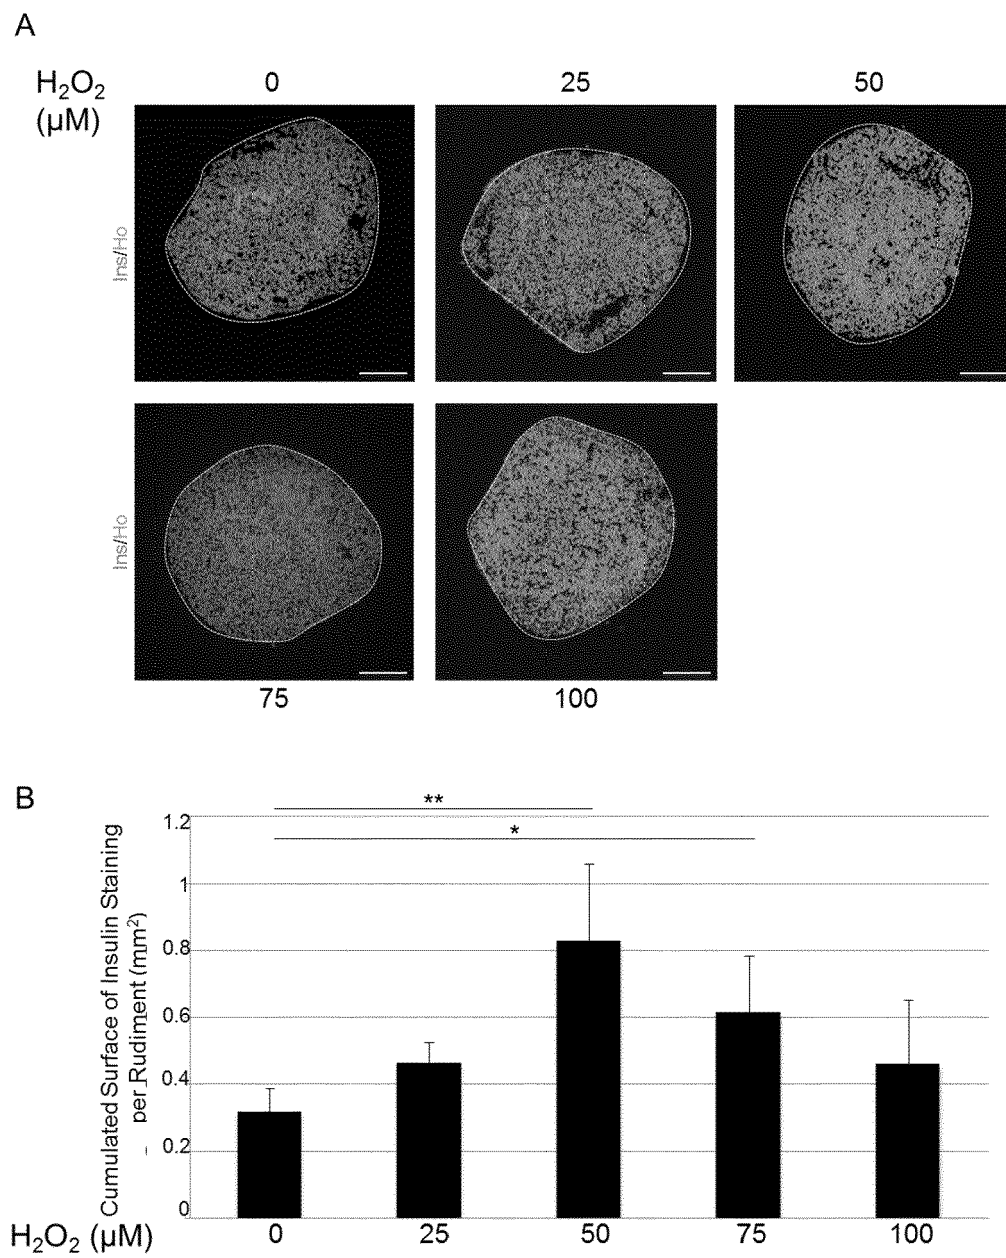 A
H₂O₂
(µM)
0
25
50
Ins/Ho
Ins/Ho
75
100
B
**
*
Cumulated Surface of Insulin Staining
per Rudiment (mm²)
1.2
1
0.8
0.6
0.4
0.2
0
H₂O₂ (µM)
0
25
50
75
100